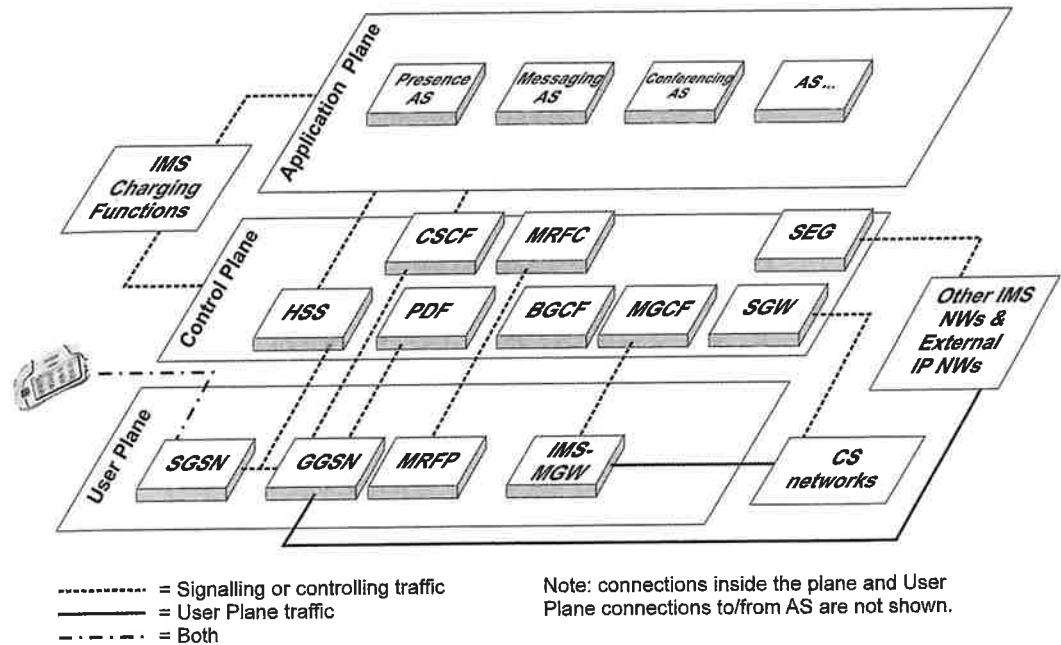 Application Plane
Presence
AS
Messaging
AS
Conferencing
AS
AS...
IMS
Charging
Functions
Control Plane
CSCF
MRFC
SEG
HSS
PDF
BGCF
MGCF
SGW
Other IMS
NWs &
External
IP NWs
User Plane
SGSN
GGSN
MRFP
IMS-
MGW
CS
networks
= Signalling or controlling traffic
= User Plane traffic
= Both
Note: connections inside the plane and User
Plane connections to/from AS are not shown.